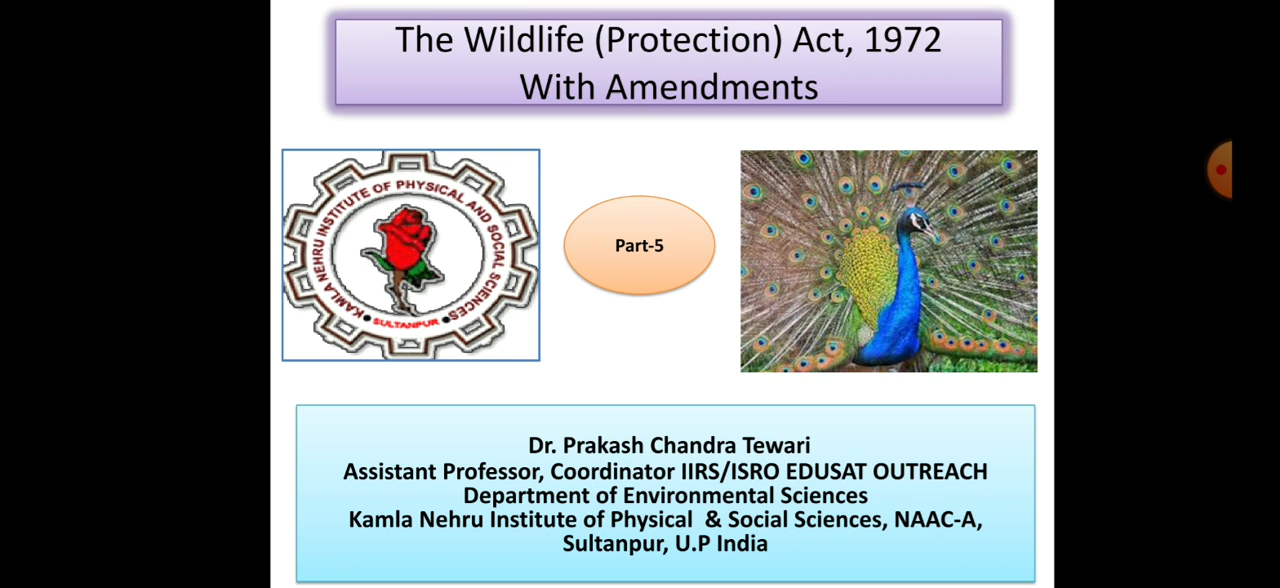 The Wildlife (Protection) Act, 1972
With Amendments
KAMLA NEHRU INSTITUTE OF PHYSICAL AND SOCIAL SCIENCES
SULTANPUR
Part-5
Dr. Prakash Chandra Tewari
Assistant Professor, Coordinator IIRS/ISRO EDUSAT OUTREACH
Department of Environmental Sciences
Kamla Nehru Institute of Physical & Social Sciences, NAAC-A,
Sultanpur, U.P India